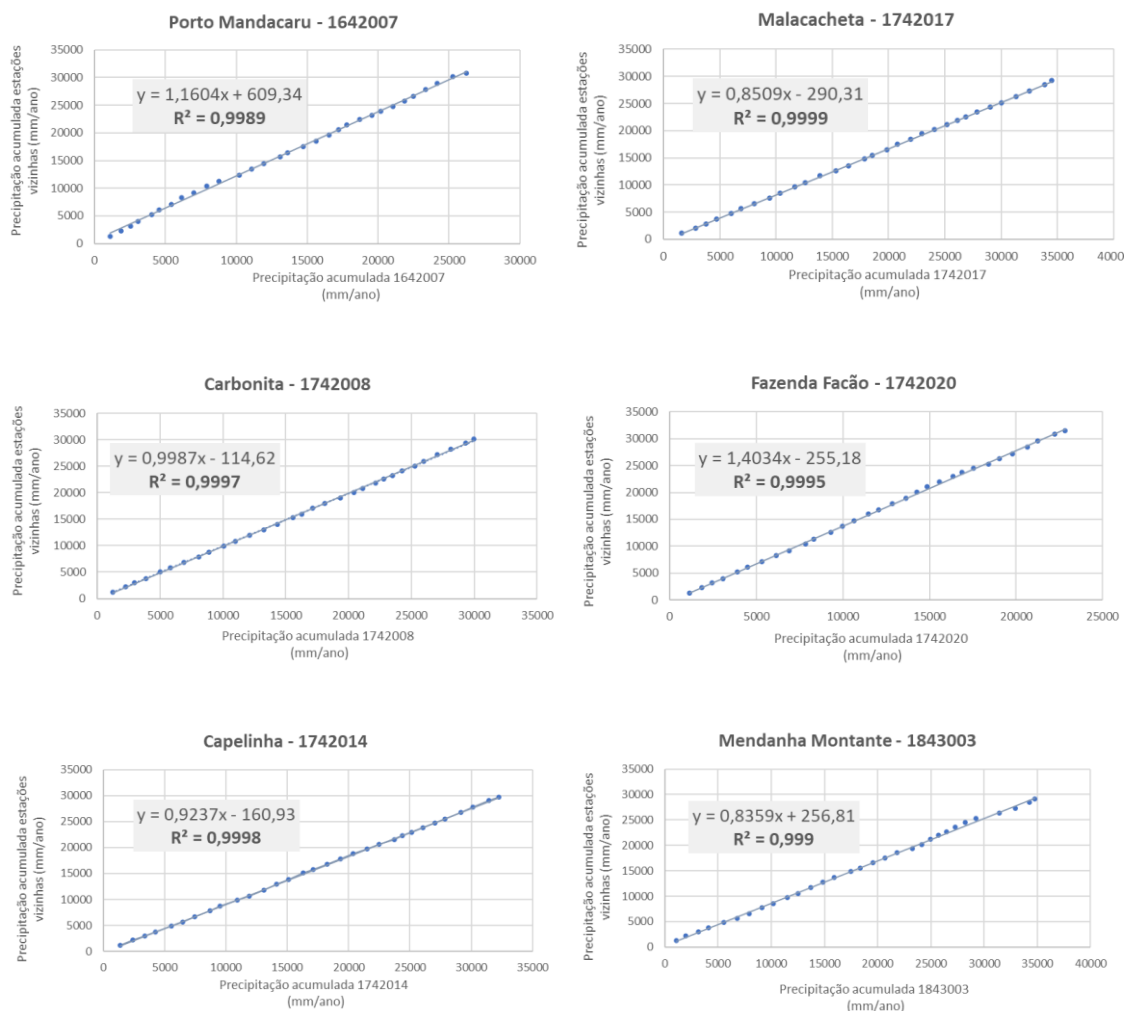 Porto Mandacaru - 1642007
Precipitação acumulada estações
vizinhas (mm/ano)
35000
30000
25000
20000
15000
10000
5000
0
y = 1,1604x + 609,34
R² = 0,9989
0 5000 10000 15000 20000 25000 30000
Precipitação acumulada 1642007
(mm/ano)
Malacacheta - 1742017
Precipitação acumulada estações
vizinhas (mm/ano)
35000
30000
25000
20000
15000
10000
5000
0
y = 0,8509x - 290,31
R² = 0,9999
0 5000 10000 15000 20000 25000 30000 35000 4000
Precipitação acumulada 1742017
(mm/ano)
Carbonita - 1742008
Precipitação acumulada estações
vizinhas (mm/ano)
35000
30000
25000
20000
15000
10000
5000
0
y = 0,9987x - 114,62
R² = 0,9997
0 5000 10000 15000 20000 25000 30000 35000
Precipitação acumulada 1742008
(mm/ano)
Fazenda Facão - 1742020
Precipitação acumulada estações
vizinhas (mm/ano)
35000
30000
25000
20000
15000
10000
5000
0
y = 1,4034x - 255,18
R² = 0,9995
0 5000 10000 15000 20000 25000
Precipitação acumulada 1742020
(mm/ano)
Capelinha - 1742014
Precipitação acumulada estações
vizinhas (mm/ano)
35000
30000
25000
20000
15000
10000
5000
0
y = 0,9237x - 160,93
R² = 0,9998
0 5000 10000 15000 20000 25000 30000 35000
Precipitação acumulada 1742014
(mm/ano)
Mendanha Montante - 1843003
Precipitação acumulada estações
vizinhas (mm/ano)
35000
30000
25000
20000
15000
10000
5000
0
y = 0,8359x + 256,81
R² = 0,999
0 5000 10000 15000 20000 25000 30000 35000 40000
Precipitação acumulada 1843003
(mm/ano)